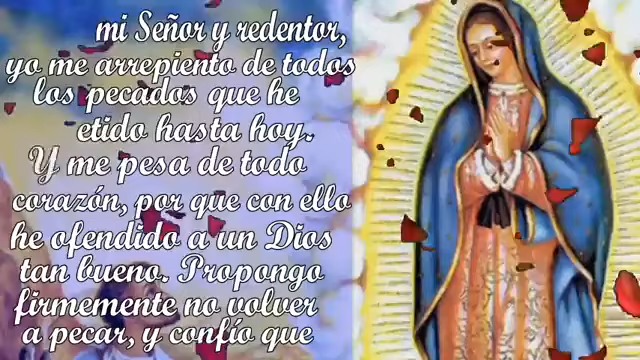 mi Señor y redentor,
yo me arrepiento de todos
los pecados que he
etido hasta hoy.
Y me pesa de todo
corazón, por que con ello
he ofendido a un Dios
tan bueno. Propongo
firmemente no volver
a pecar, y confío que